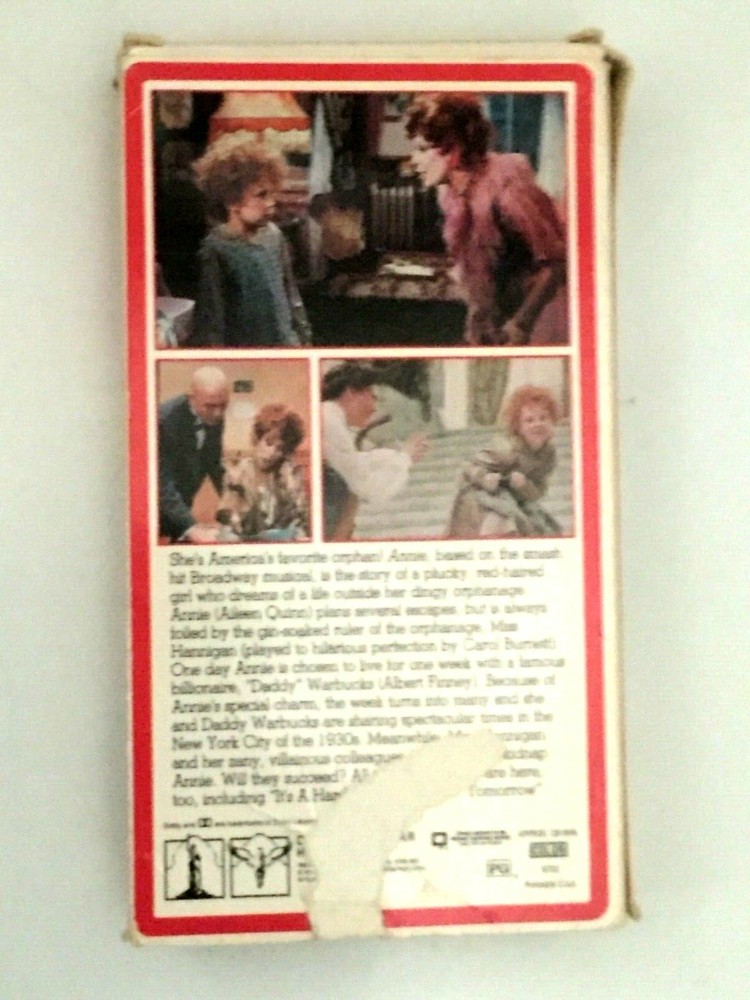 She's America's favorite orphan! Annie, based on the smash
hit Broadway musical, is the story of a plucky, red-haired
girl who dreams of a life outside her dingy orphanage.
Annie (Aileen Quinn) plans several escapes, but is always
foiled by the gin-soaked ruler of the orphanage, Miss
Hannigan (played to hilarious perfection by Carol Burnett).
One day Annie is chosen to live for one week with a famous
billionaire, "Daddy" Warbucks (Albert Finney). Because of
Annie's special charm, the week turns into many and she
and Daddy Warbucks are sharing spectacular times in the
New York City of the 1930s. Meanwhile, nnigan
and her zany, villainous colleagues kidnap
Annie. Will they succeed? All are here,
too, including "It's A Hard Tomorrow"
PG